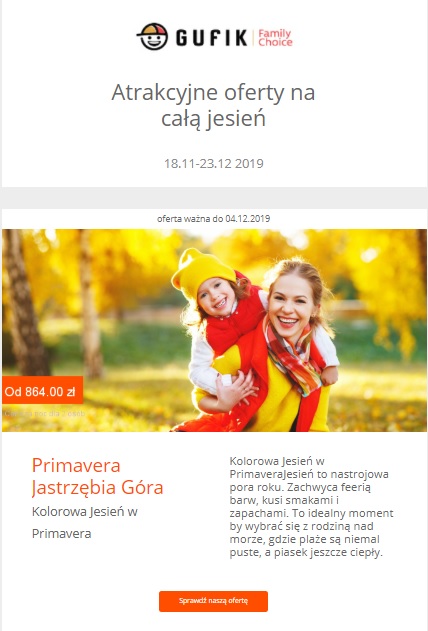 GUFIK Family
Choice
Atrakcyjne oferty na
całą jesień
18.11-23.12 2019
oferta ważna do 04.12.2019
Od 864.00 zł
Primavera
Jastrzębia Góra
Kolorowa Jesień w
Primavera
Kolorowa Jesień w
PrimaveraJesień to nastrojowa
pora roku. Zachwyca feerią
barw, kusi smakami i
zapachami. To idealny moment
by wybrać się z rodziną nad
morze, gdzie plaże są niemal
puste, a piasek jeszcze ciepły.
Sprawdź naszą ofertę